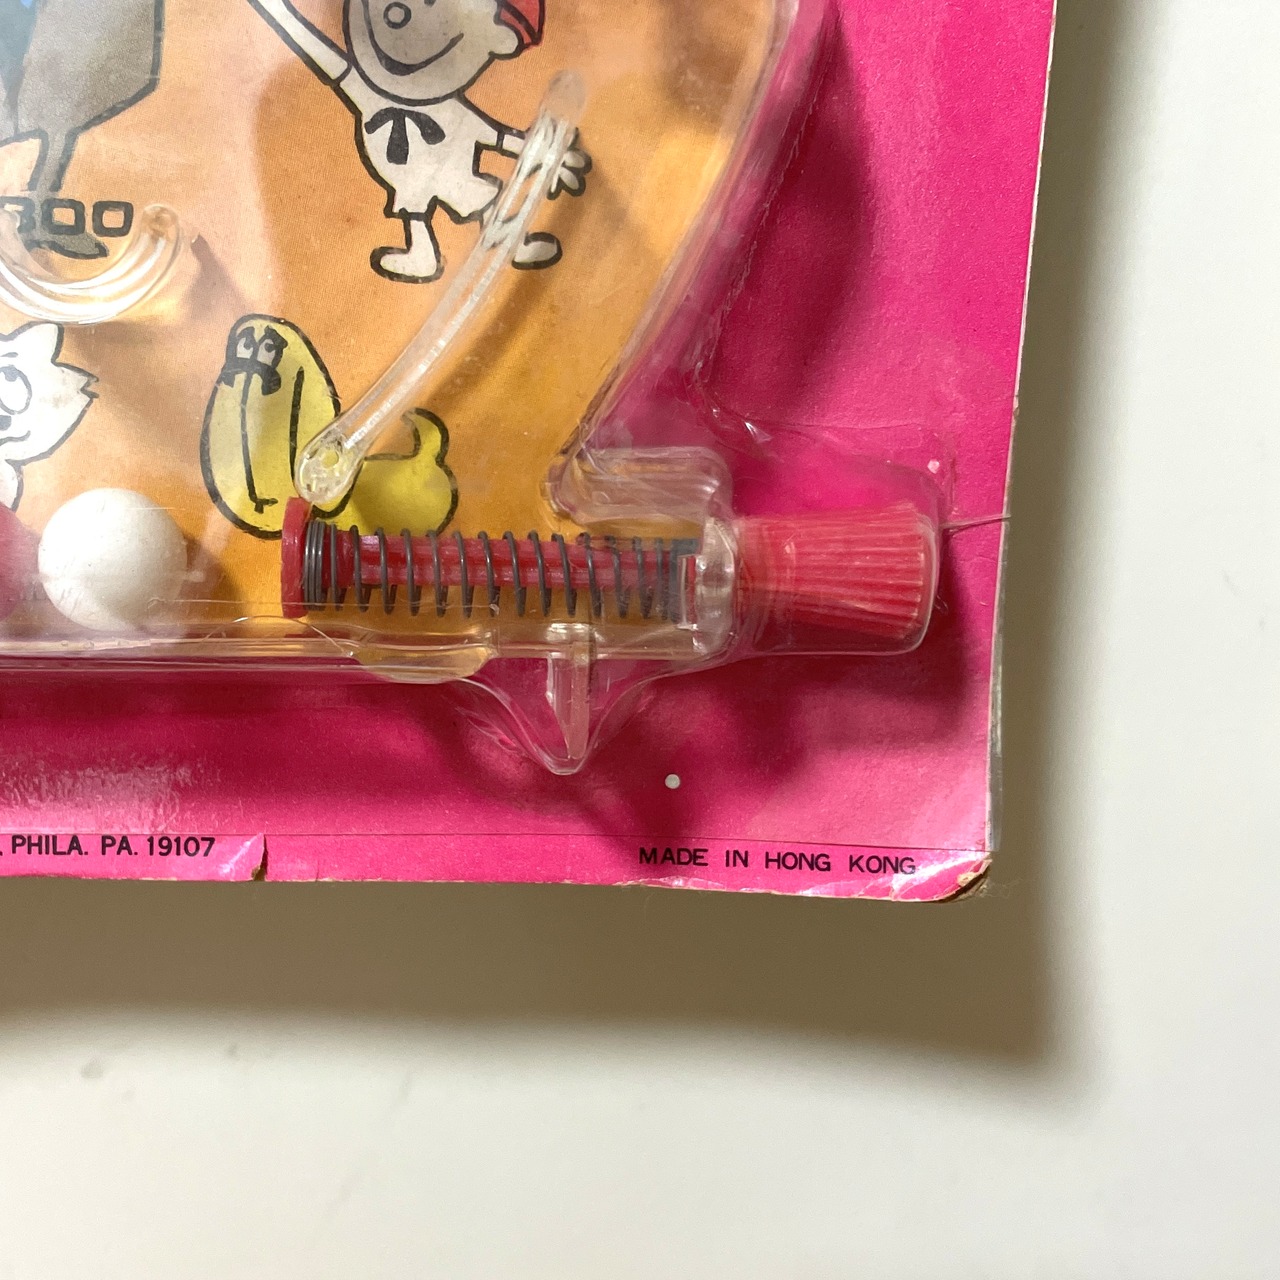 300
, PHILA. PA. 19107
MADE IN HONG KONG